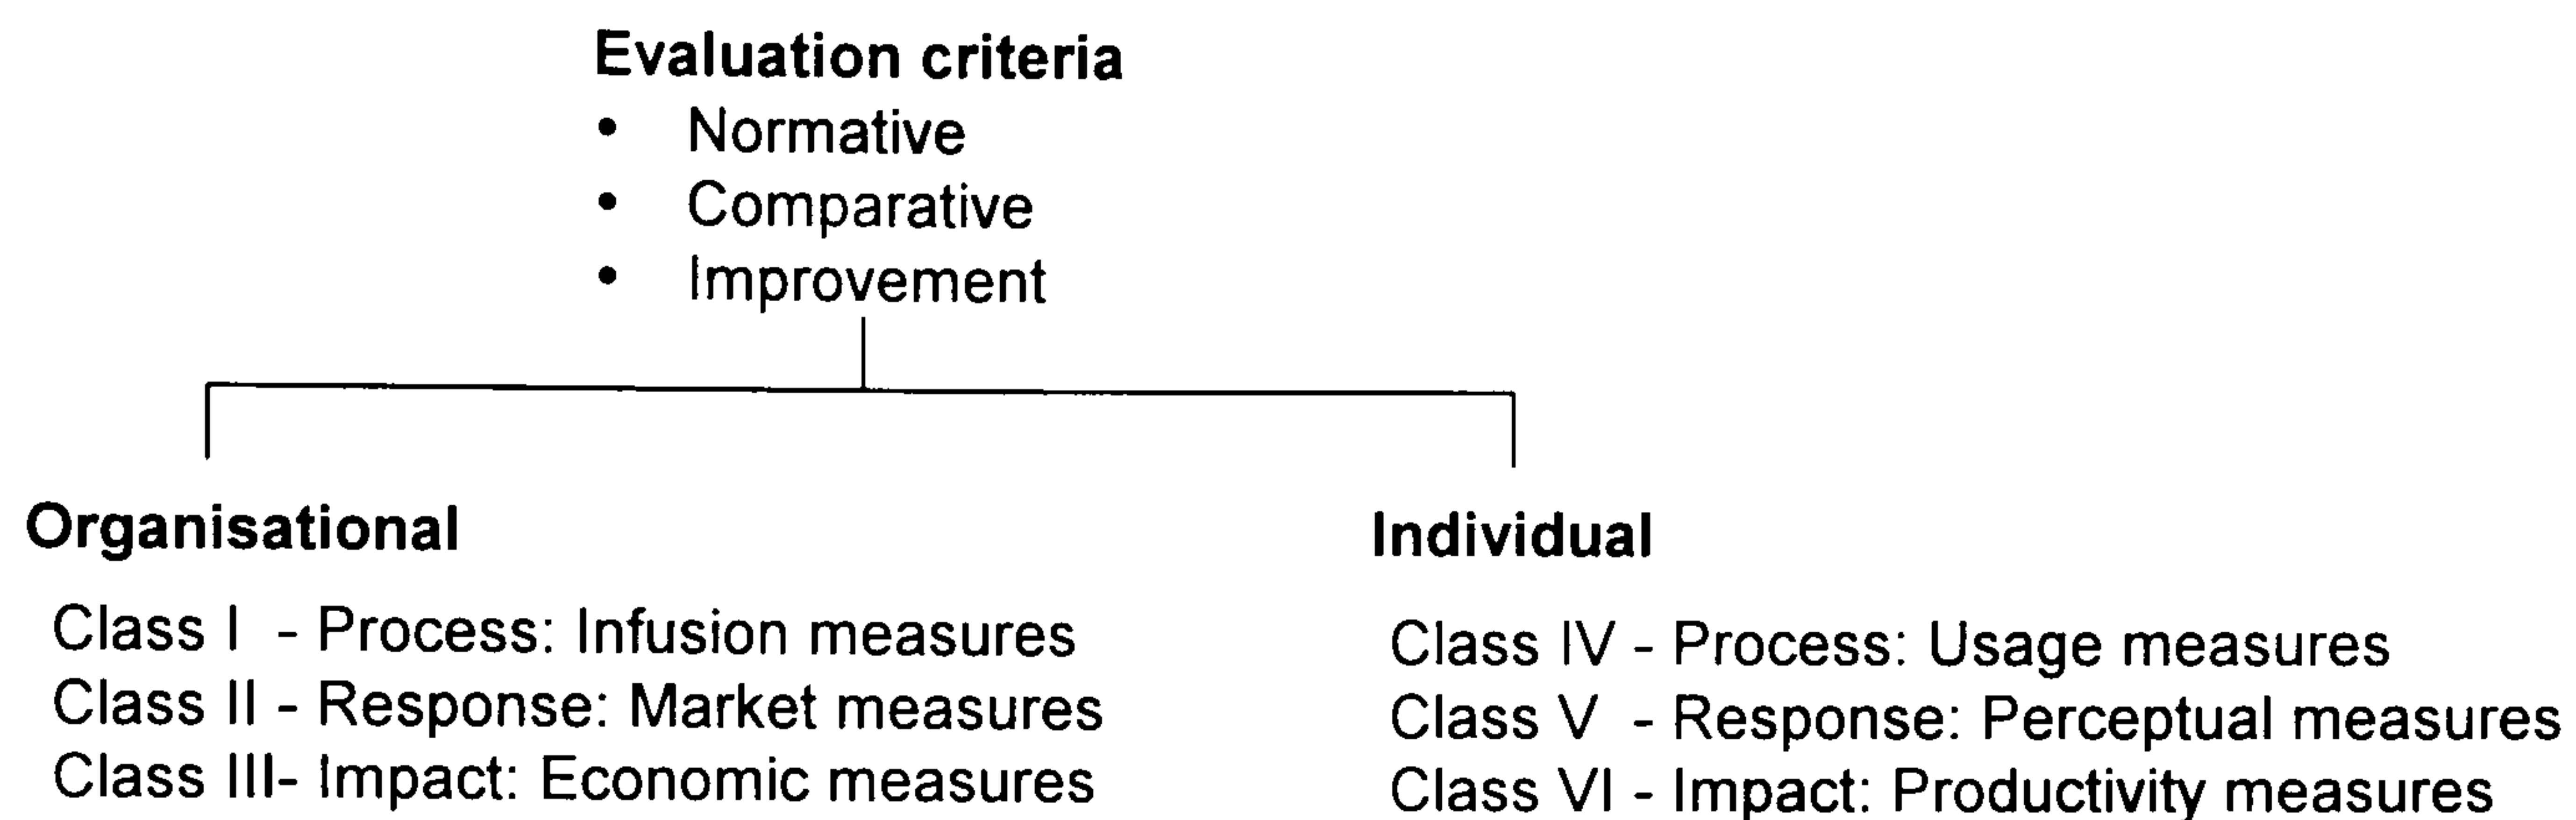 Evaluation criteria
• Normative
• Comparative
• Improvement
Organisational
Class I - Process: Infusion measures
Class II - Response: Market measures
Class III- Impact: Economic measures
Individual
Class IV - Process: Usage measures
Class V - Response: Perceptual measures
Class VI - Impact: Productivity measures